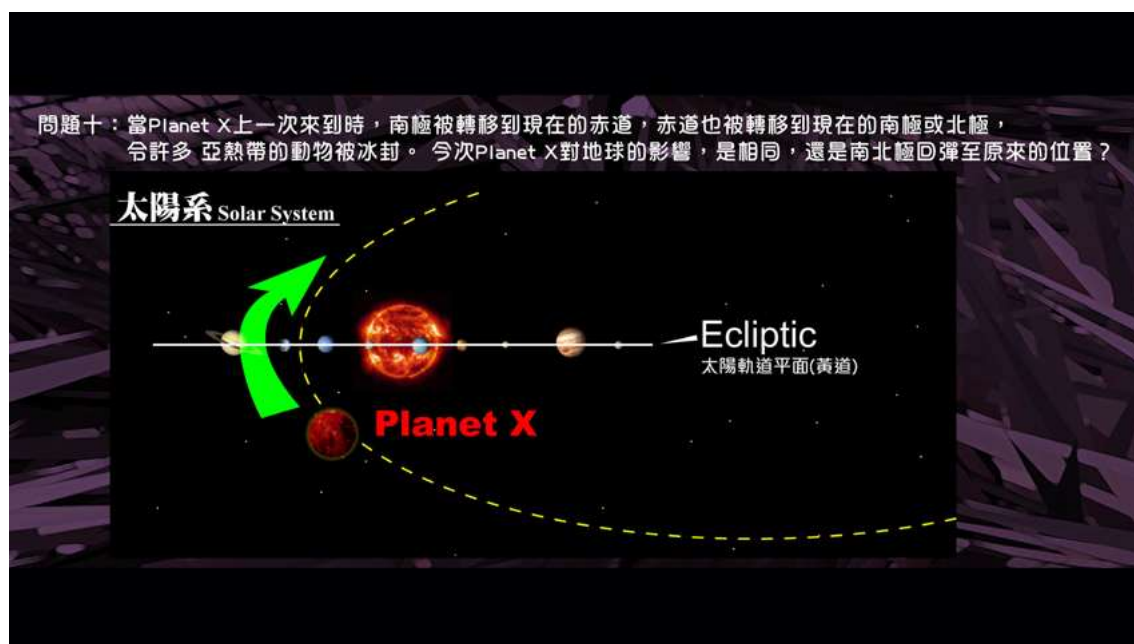 問題十：當Planet X上一次來到時，南極被轉移到現在的赤道，赤道也被轉移到現在的南極或北極，
令許多 亞熱帶的動物被冰封。 今次Planet X對地球的影響，是相同，還是南北極回彈至原來的位置？
太陽系 Solar System
Ecliptic
太陽軌道平面(黃道)
Planet X